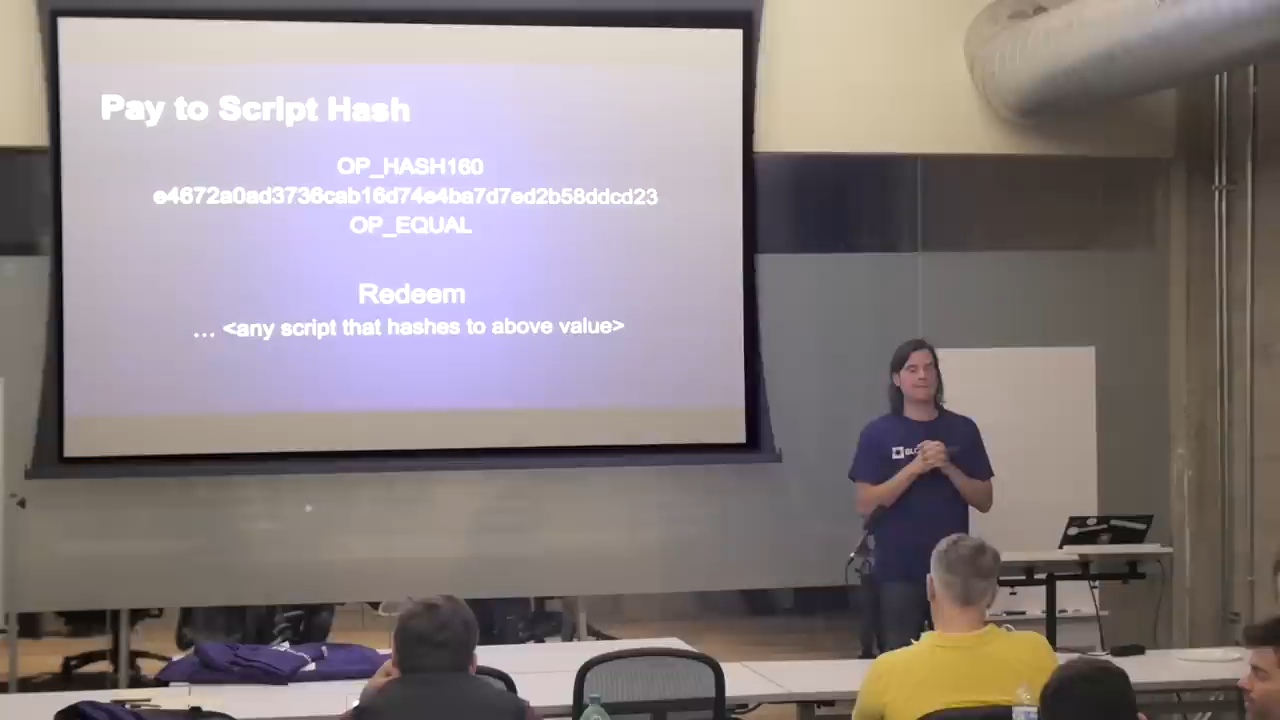 Pay to Script Hash
OP_HASH160
e4672a0ad3736cab16d74e4ba7d7ed2b58ddcd23
OP_EQUAL
Redeem
... <any script that hashes to above value>